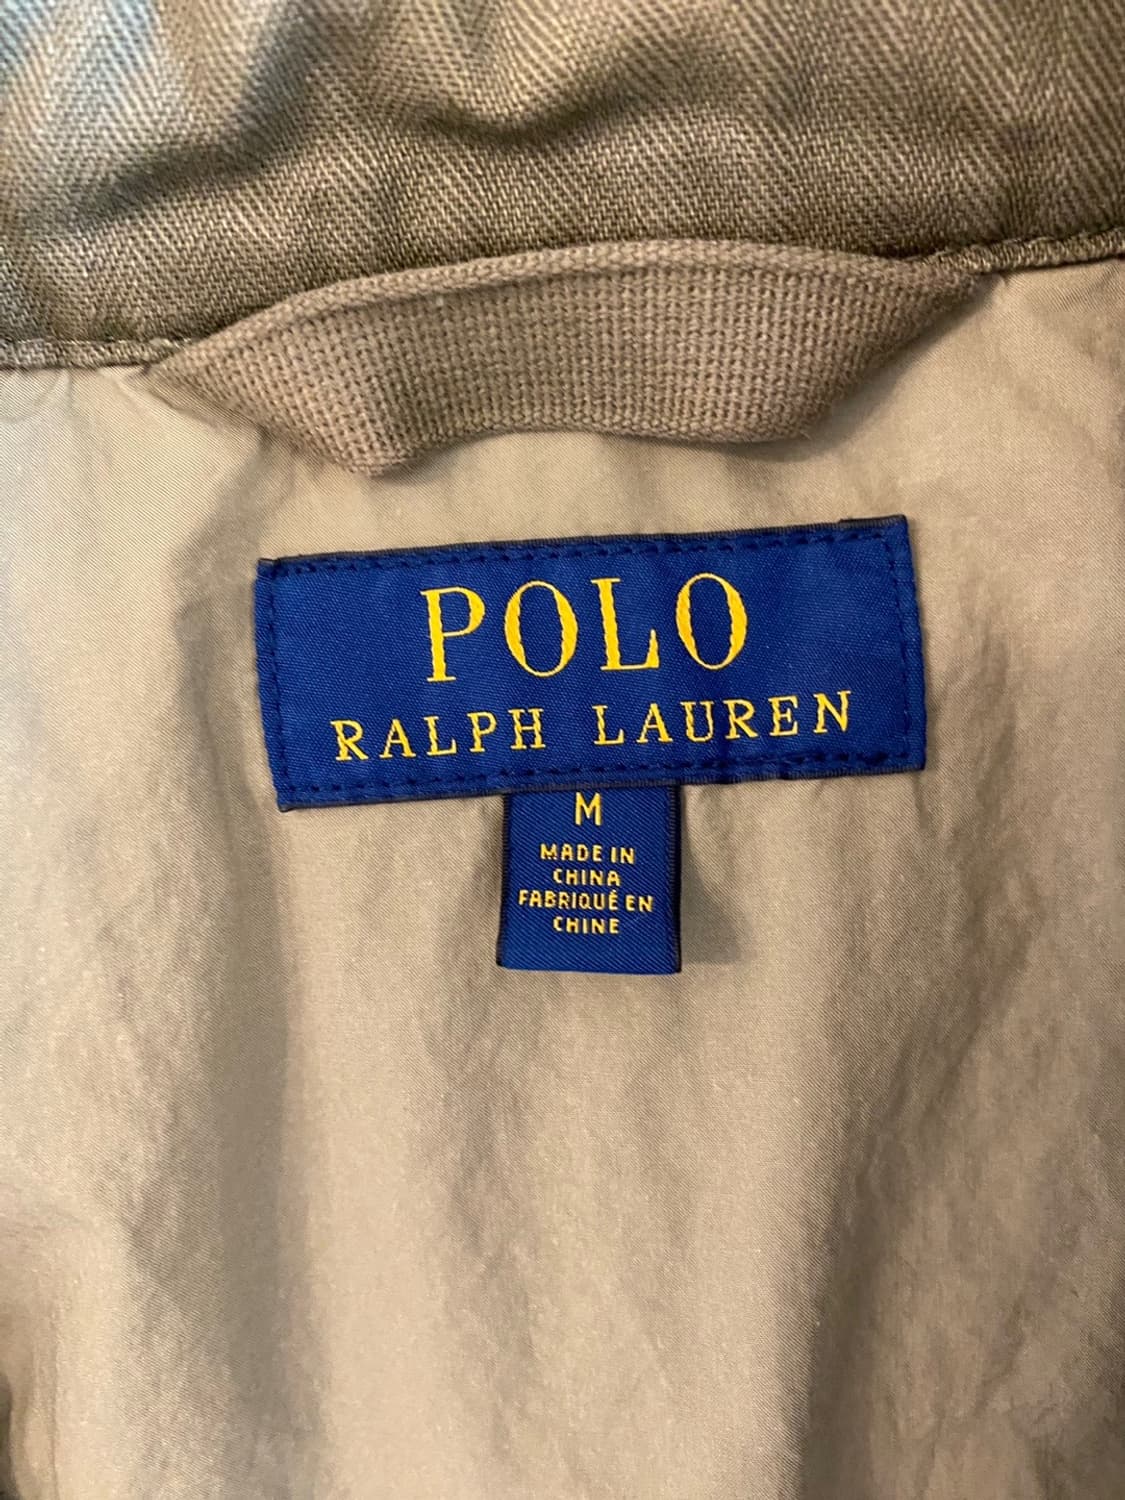 POLO
RALPH LAUREN
M
MADE IN
CHINA
FABRIQUÉ EN
CHINE